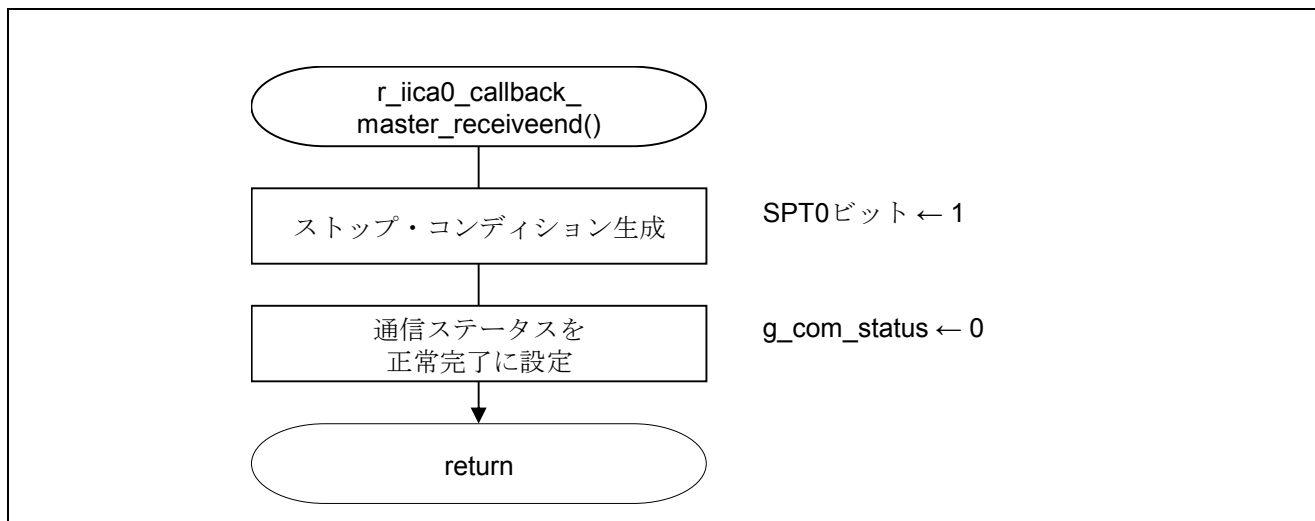 r_iica0_callback_
master_receiveend()
ストップ・コンディション生成
SPT0ビット ← 1
通信ステータスを
正常完了に設定
g_com_status ← 0
return